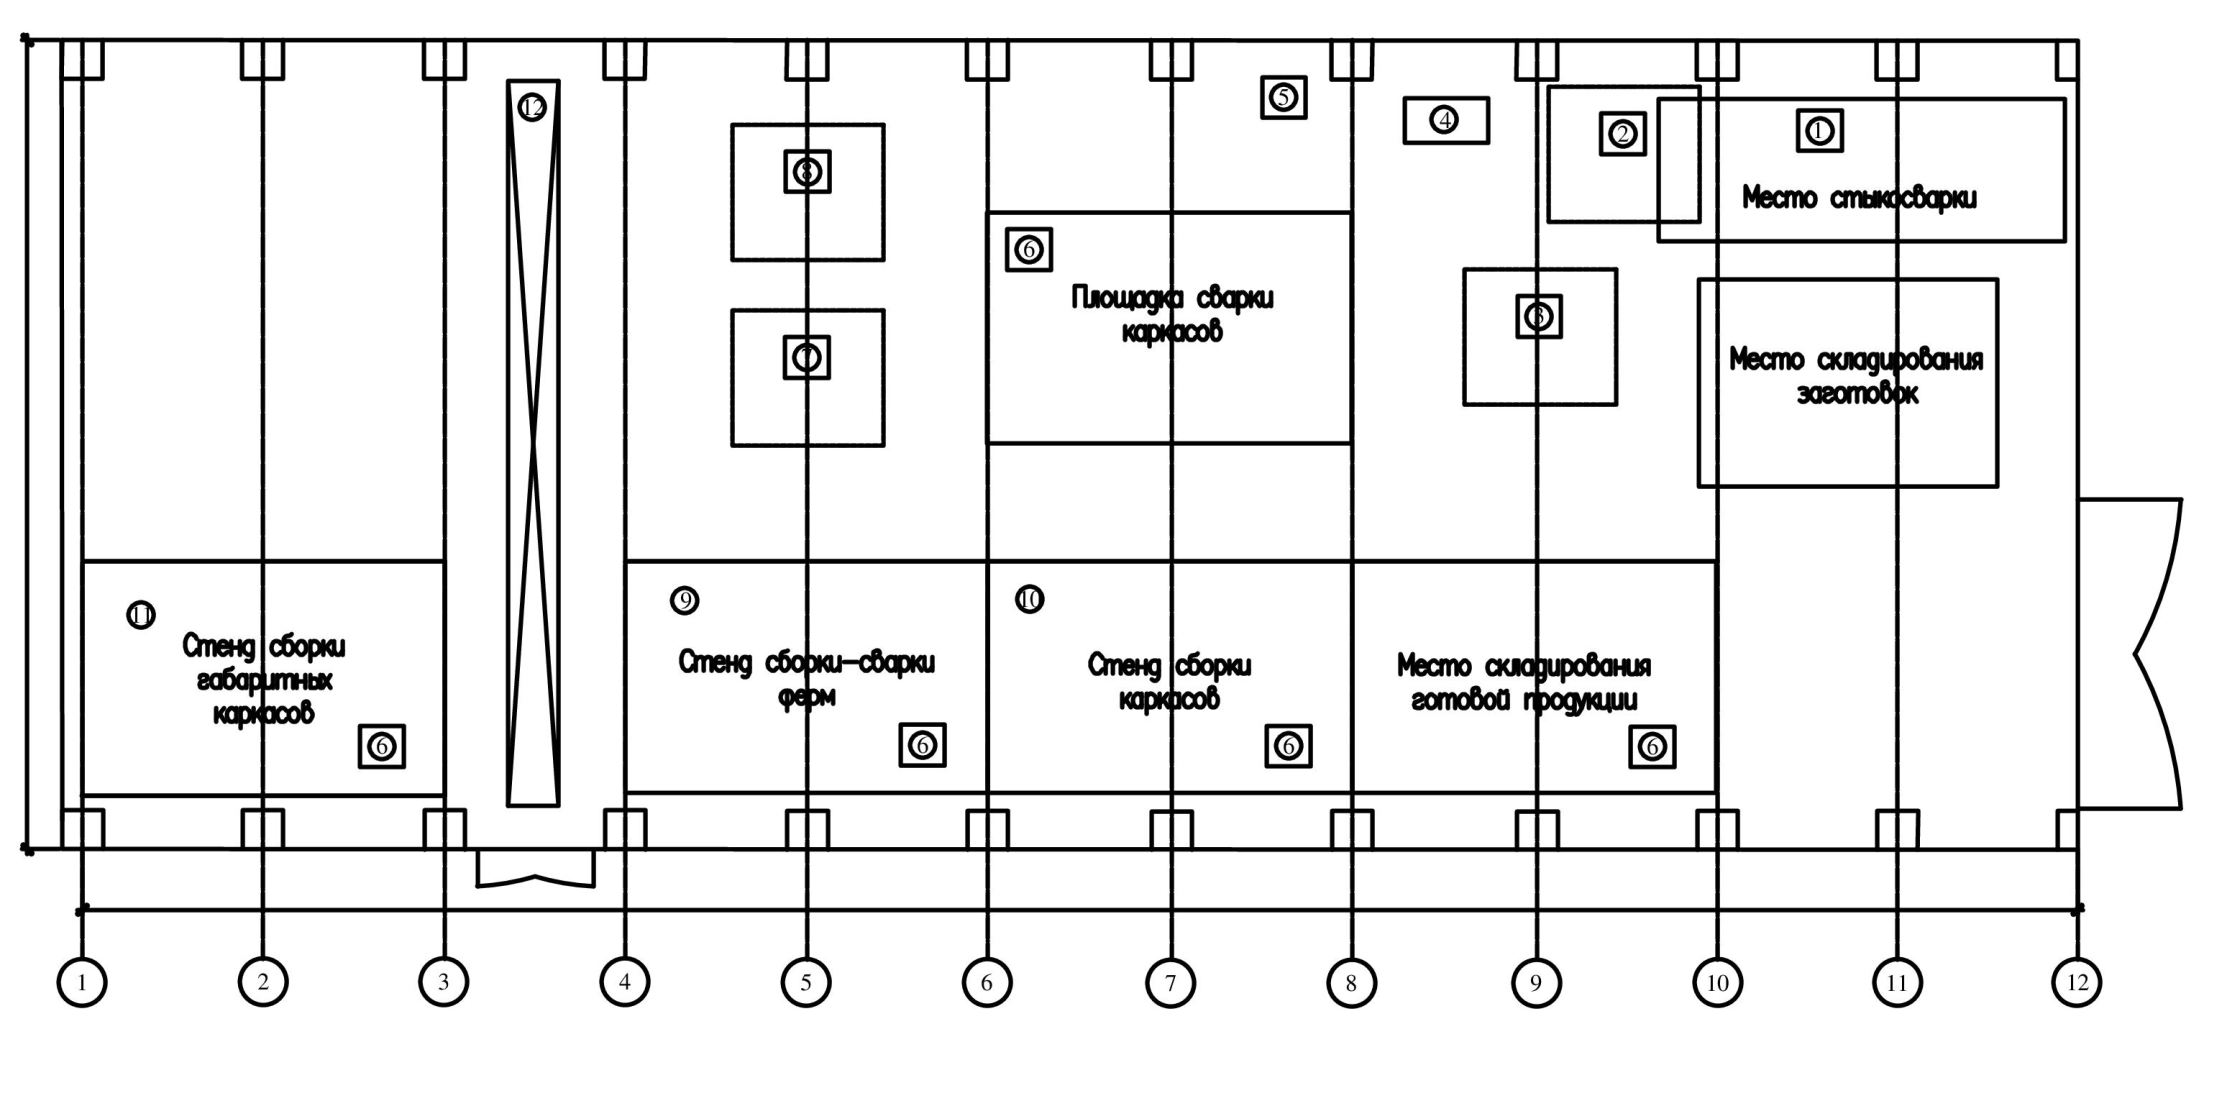 12
5
4
2
1
8
Место стыкосварки
6
Площадка сварки
каркасов
3
7
Место складирования
заготовок
11
Стенд сборки
габаритных
каркасов
6
9
Стенд сборки-сварки
ферм
6
10
Стенд сборки
каркасов
6
Место складирования
готовой продукции
6
1
2
3
4
5
6
7
8
9
10
11
12